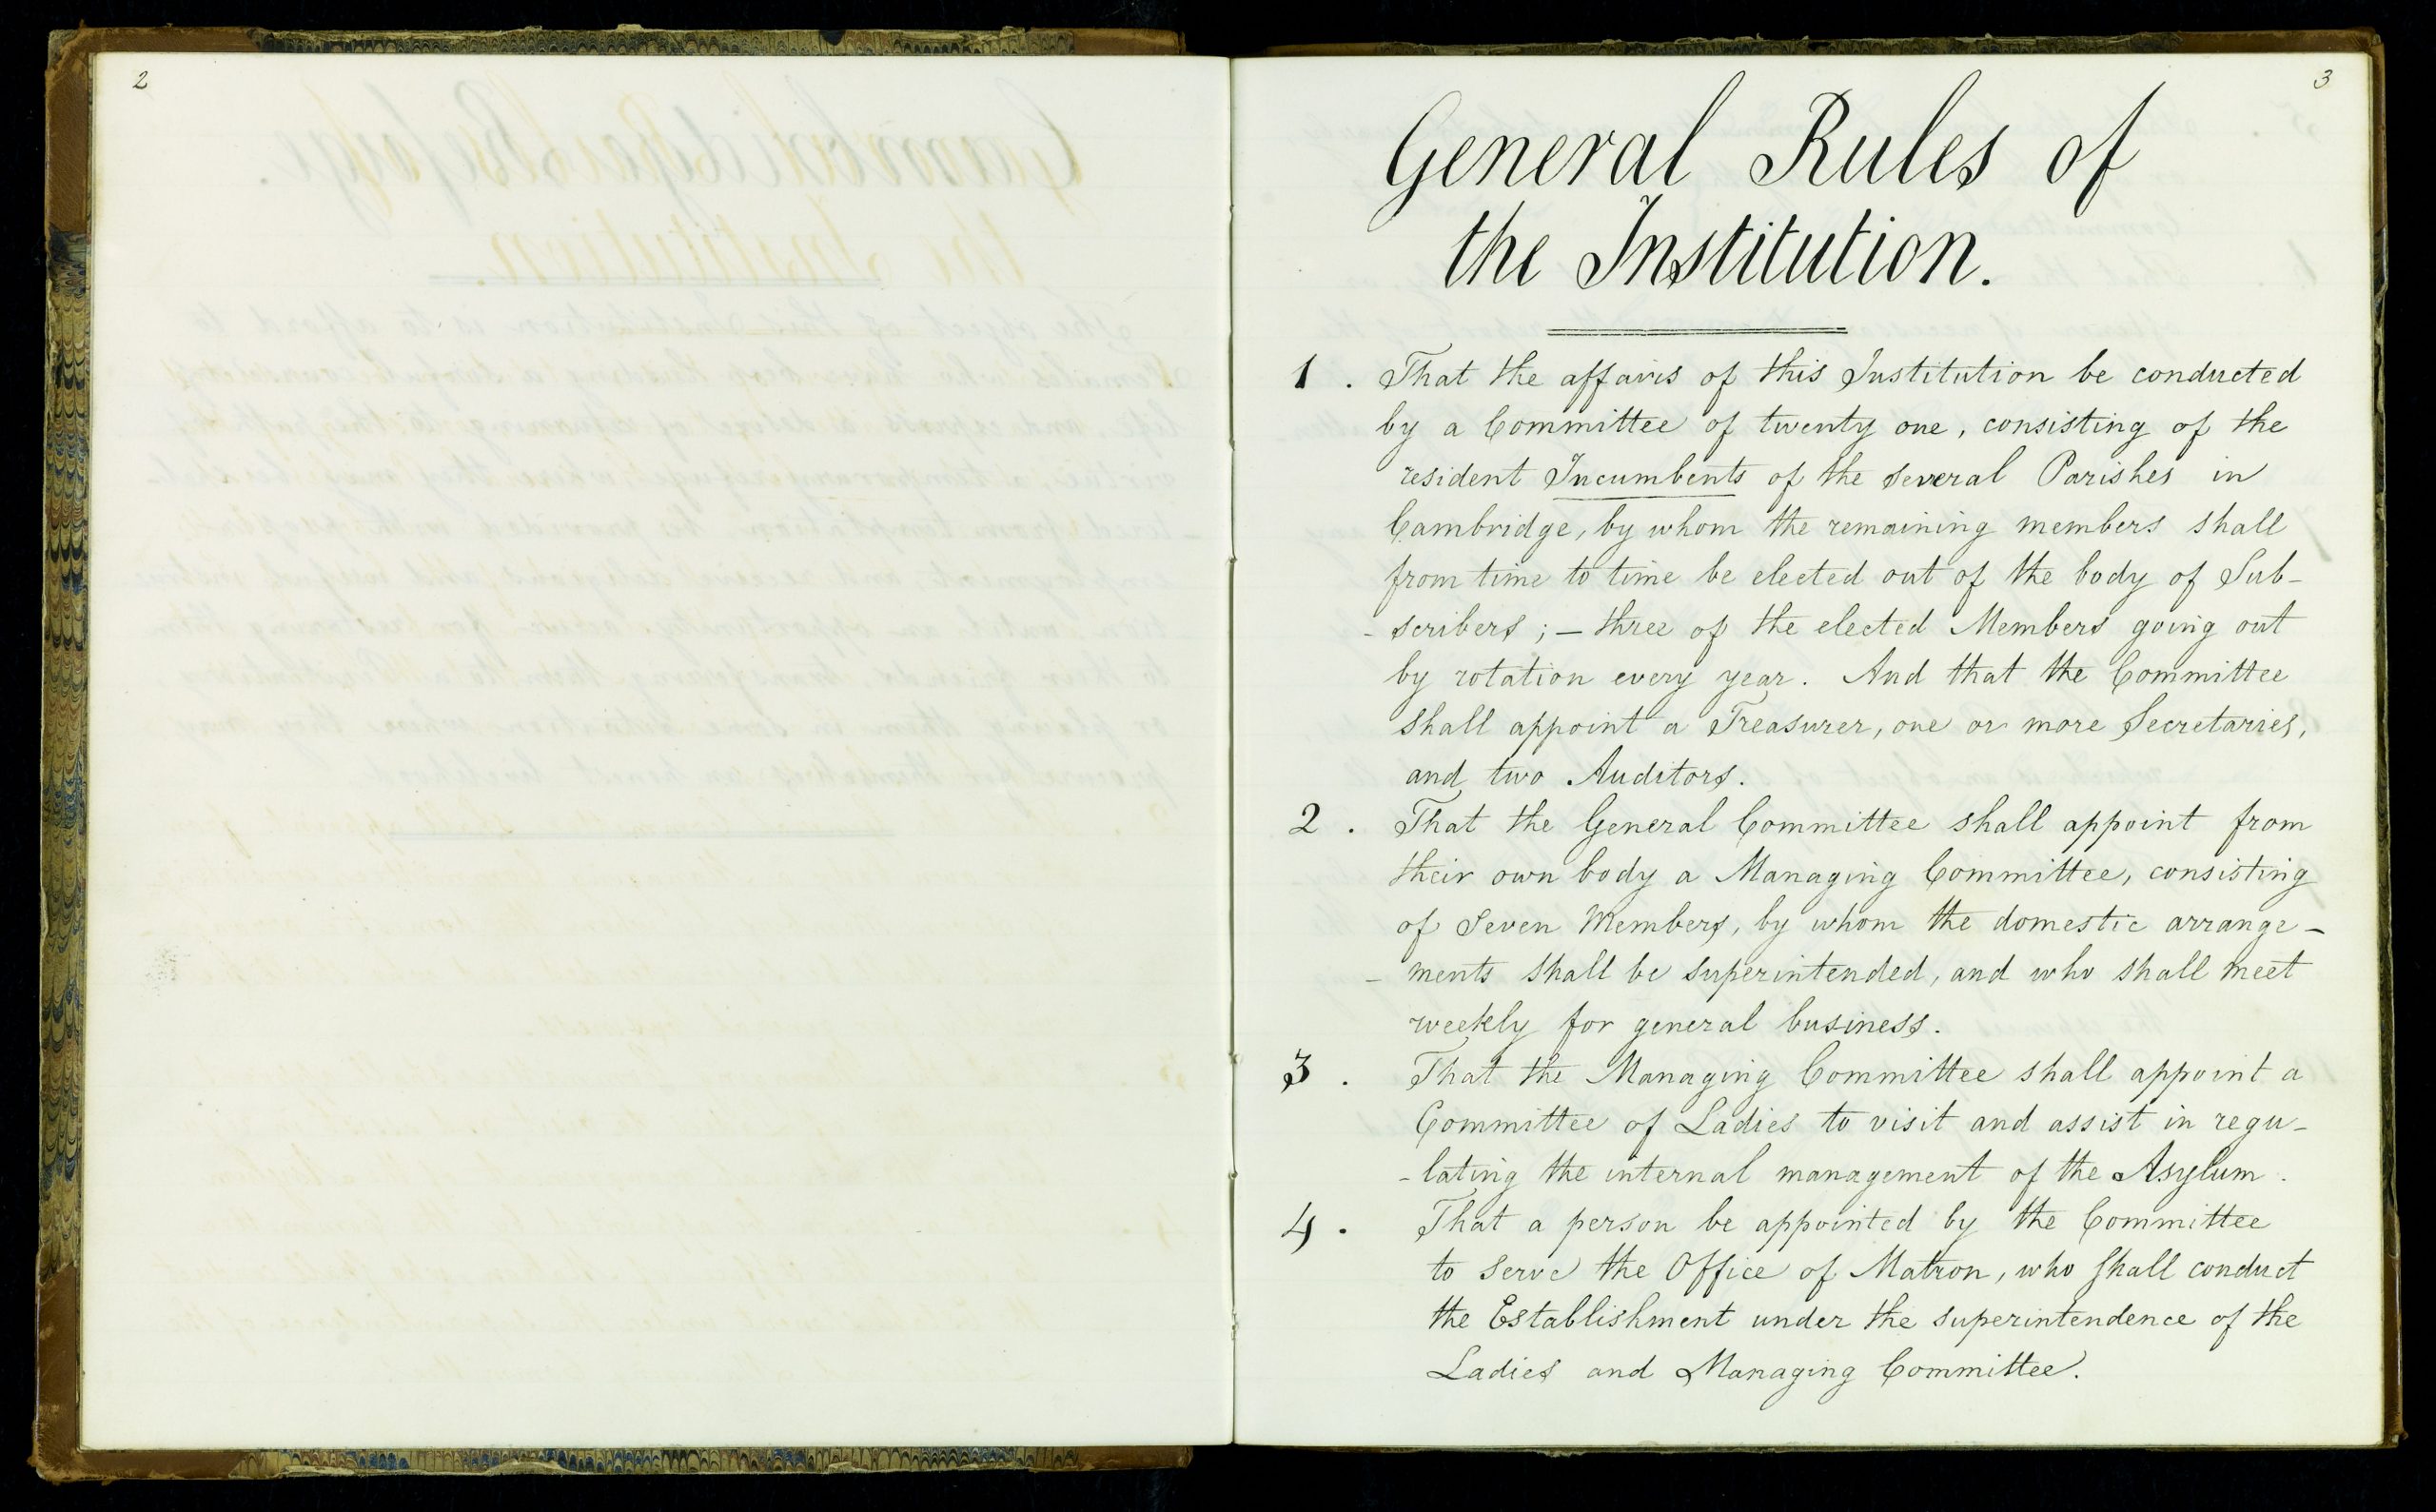 2
3
General Rules of
the Institution.
1. That the affairs of this Institution be conducted
by a Committee of twenty one, consisting of the
resident Incumbents of the several Parishes in
Cambridge, by whom the remaining members shall
from time to time be elected out of the body of Sub-
-scribers; — three of the elected Members going out
by rotation every year. And that the Committee
shall appoint a Treasurer, one or more Secretaries,
and two Auditors.
2. That the General Committee shall appoint from
their own body a Managing Committee, consisting
of Seven Members, by whom the domestic arrange-
-ments shall be superintended, and who shall meet
weekly for general business.
3. That the Managing Committee shall appoint a
Committee of Ladies to visit and assist in regu-
-lating the internal management of the Asylum.
4. That a person be appointed by the Committee
to serve the Office of Matron, who shall conduct
the Establishment under the superintendence of the
Ladies and Managing Committee.